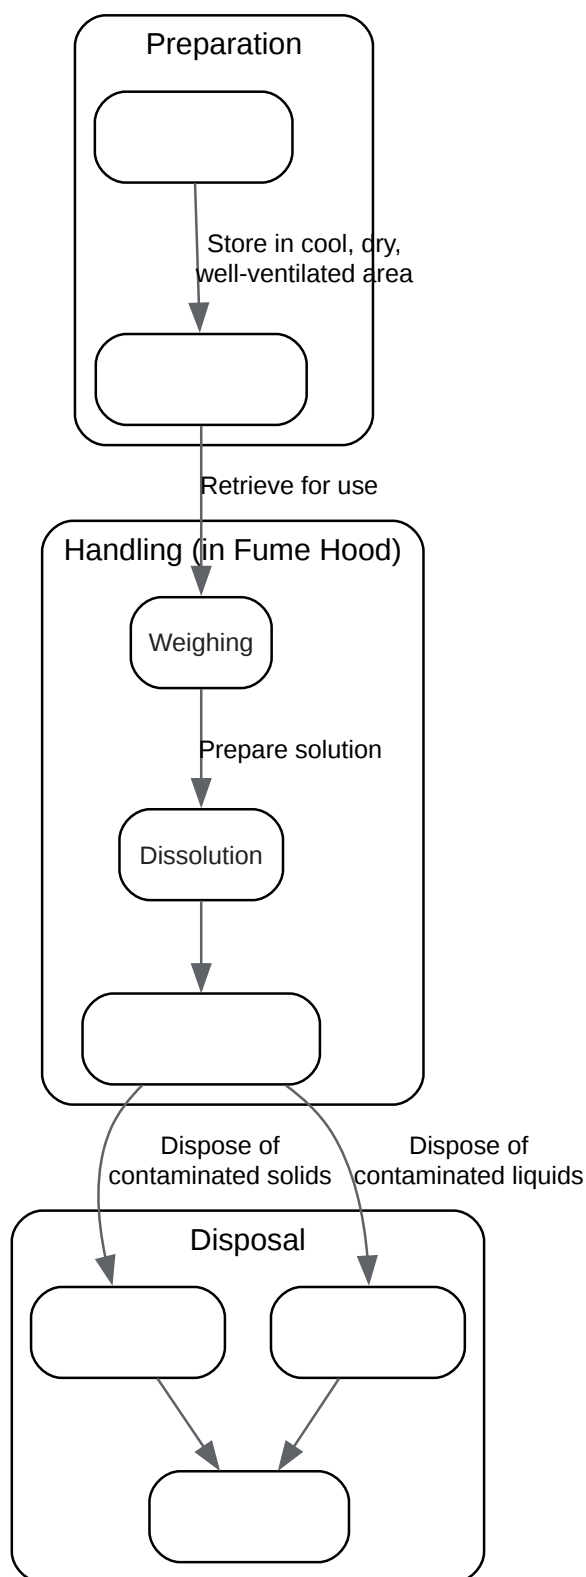 Preparation
Store in cool, dry,
well-ventilated area
Retrieve for use
Handling (in Fume Hood)
Weighing
Prepare solution
Dissolution
Dispose of
contaminated solids
Dispose of
contaminated liquids
Disposal